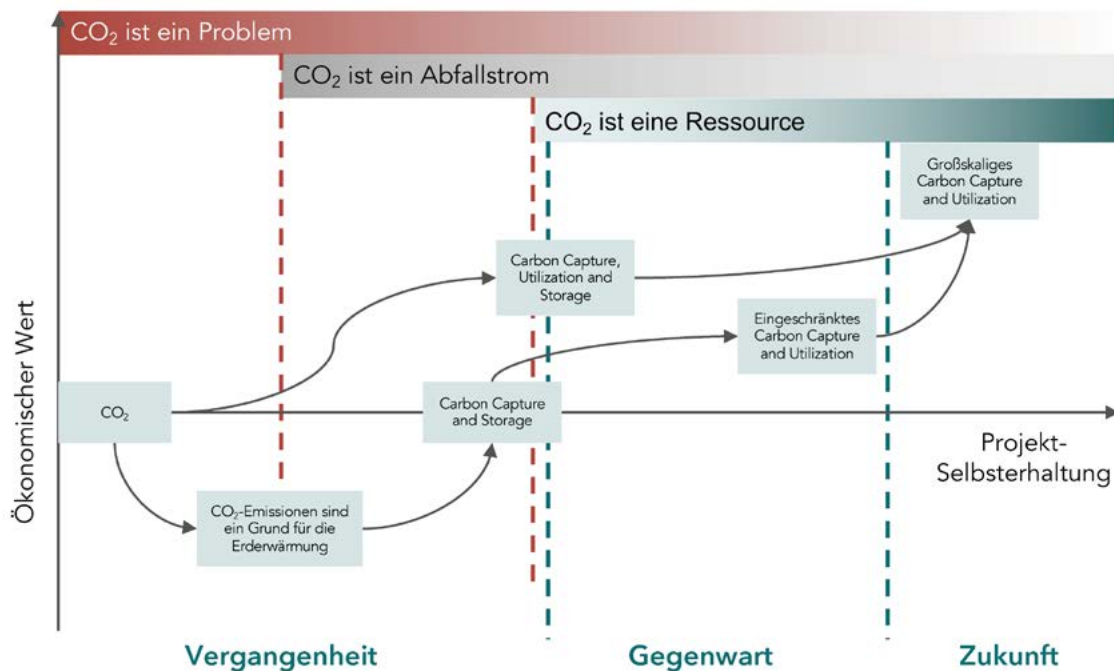 CO₂ ist ein Problem
CO₂ ist ein Abfallstrom
CO₂ ist eine Ressource
Großskaliges
Carbon Capture
and Utilization
Carbon Capture,
Utilization and
Storage
Eingeschränktes
Carbon Capture
and Utilization
Ökonomischer Wert
CO₂
Carbon Capture
and Storage
Projekt-
Selbsterhaltung
CO₂-Emissionen sind
ein Grund für die
Erderwärmung
Vergangenheit
Gegenwart
Zukunft